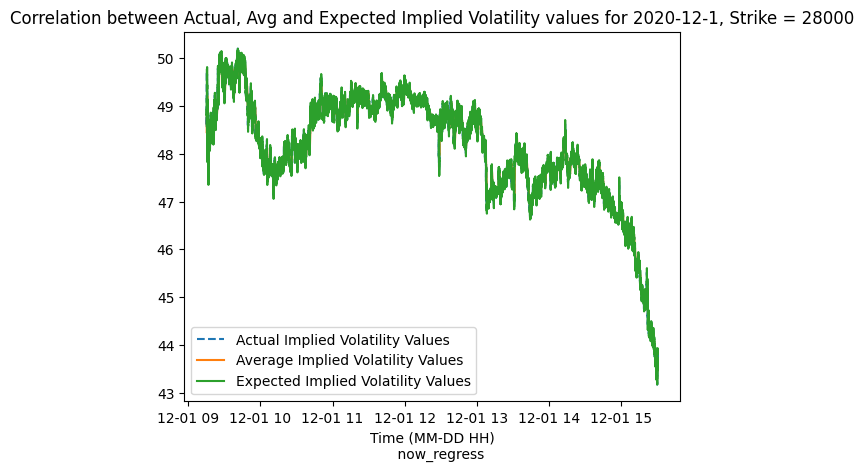 Correlation between Actual, Avg and Expected Implied Volatility values for 2020-12-1, Strike = 28000
50
49
48
47
46
45
44
43
Actual Implied Volatility Values
Average Implied Volatility Values
Expected Implied Volatility Values
12-01 09 12-01 10 12-01 11 12-01 12 12-01 13 12-01 14 12-01 15
Time (MM-DD HH)
now_regress